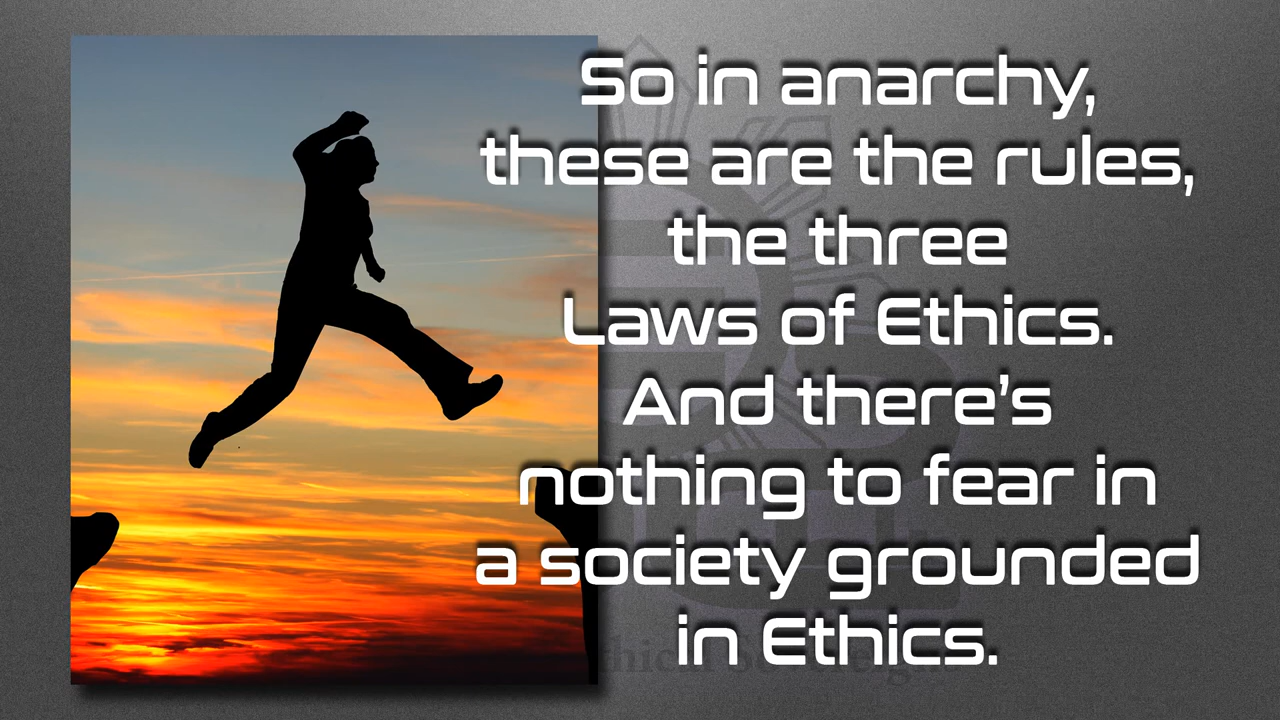 So in anarchy,
these are the rules,
the three
Laws of Ethics.
And there's
nothing to fear in
a society grounded
in Ethics.